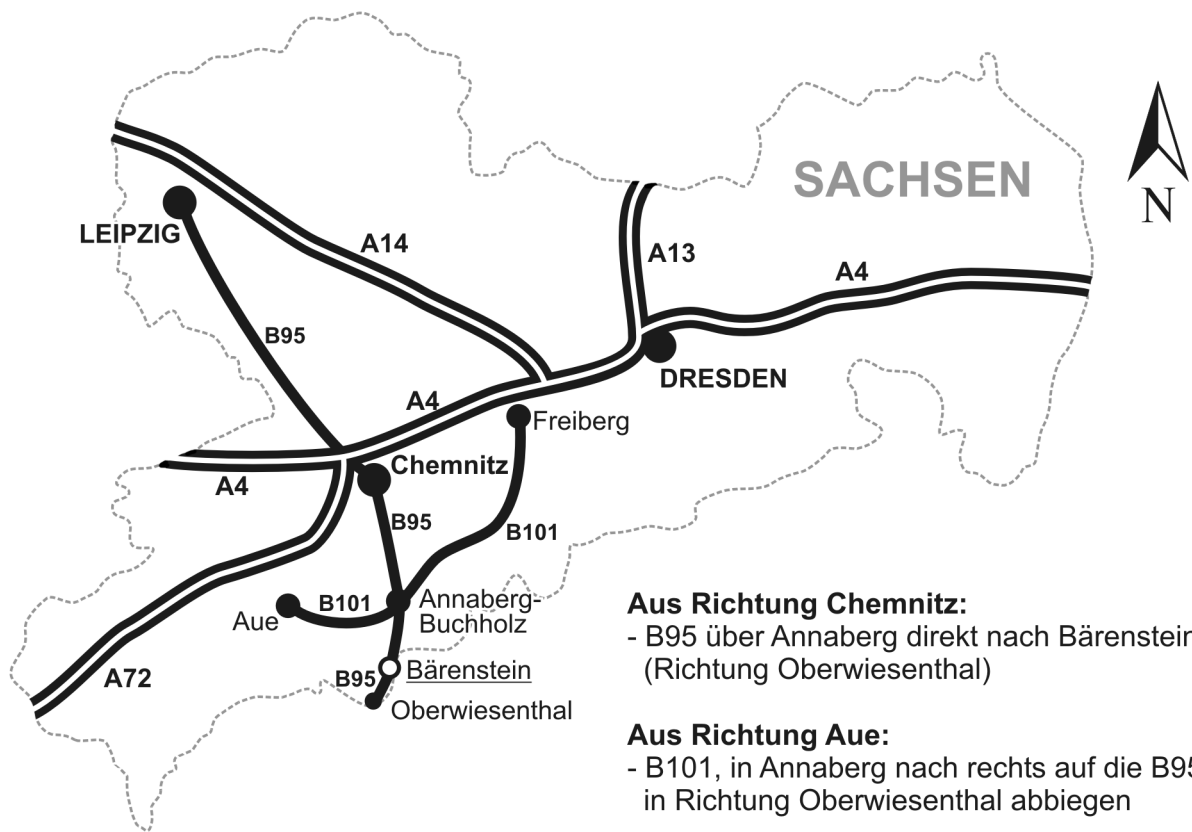 SACHSEN
N
LEIPZIG
A14
A13
A4
B95
DRESDEN
A4
Freiberg
Chemnitz
A4
B95
B101
B101
Annaberg-
Buchholz
Aue
A72
B95
Bärenstein
Oberwiesenthal
Aus Richtung Chemnitz:
- B95 über Annaberg direkt nach Bärenstein
(Richtung Oberwiesenthal)
Aus Richtung Aue:
- B101, in Annaberg nach rechts auf die B95
in Richtung Oberwiesenthal abbiegen